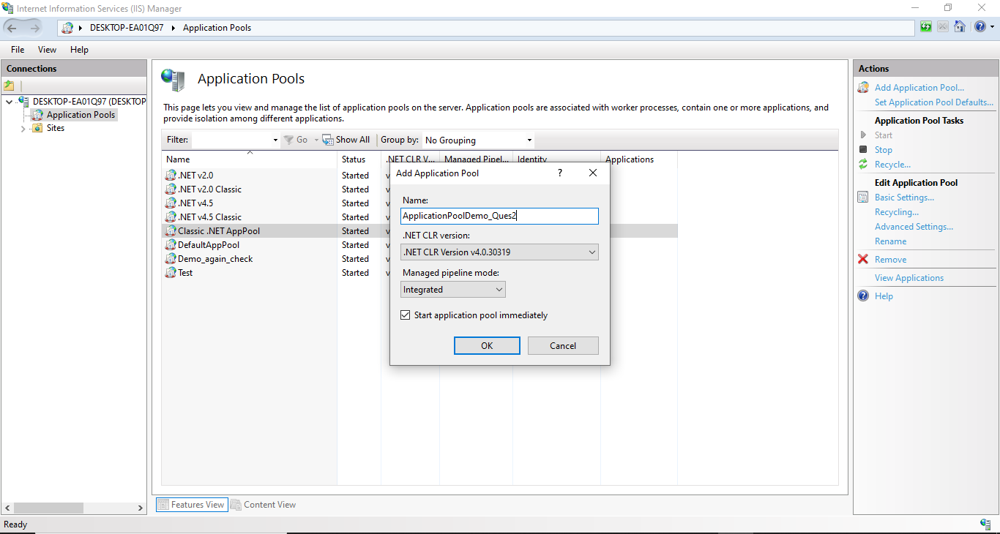 Internet Information Services (IIS) Manager
DESKTOP-EA01Q97 Application Pools
File View Help
Connections
DESKTOP-EA01Q97 (DESKTOP
Application Pools
Sites
Application Pools
This page lets you view and manage the list of application pools on the server. Application pools are associated with worker processes, contain one or more applications, and
provide isolation among different applications.
Filter: Go Show All Group by: No Grouping
Name Status .NET CLR V... Managed Pipel... Identity Applications
.NET v2.0 Started v
.NET v2.0 Classic Started v
.NET v4.5 Started v
.NET v4.5 Classic Started v
Classic .NET AppPool Started v
DefaultAppPool Started v
Demo_again_check Started v
Test Started v
Add Application Pool ?
Name:
ApplicationPoolDemo_Ques2
.NET CLR version:
.NET CLR Version v4.0.30319
Managed pipeline mode:
Integrated
Start application pool immediately
OK Cancel
Features View Content View
Actions
Add Application Pool...
Set Application Pool Defaults...
Application Pool Tasks
Start
Stop
Recycle...
Edit Application Pool
Basic Settings...
Recycling...
Advanced Settings...
Rename
Remove
View Applications
Help
Ready